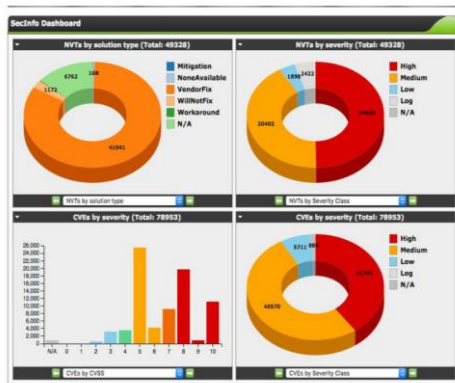 SecInfo Dashboard
NVTs by solution type (Total: 49328)
6762
168
1172
41041
Mitigation
NoneAvailable
VendorFix
WillNotFix
Workaround
N/A
NVTs by solution type
NVTs by severity (Total: 49328)
1898
2422
20402
High
Medium
Low
Log
N/A
NVTs by Severity Class
CVEs by severity (Total: 78953)
26,000
24,000
22,000
20,000
18,000
16,000
14,000
12,000
10,000
8,000
6,000
4,000
2,000
0
N/A 0 1 2 3 4 5 6 7 8 9 10
CVEs by CVSS
CVEs by severity (Total: 78953)
5711
40570
High
Medium
Low
Log
N/A
CVEs by Severity Class